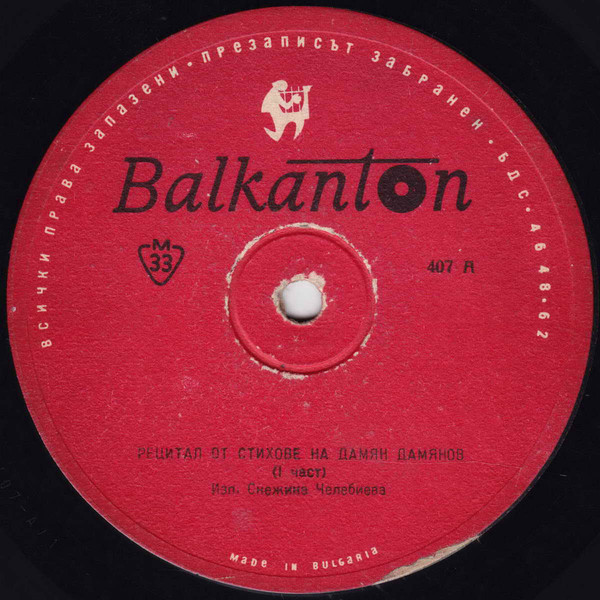 ВСИЧКИ ПРАВА ЗАПАЗЕНИ · ПРЕЗАПИСЪТ ЗАБРАНЕН · БДС · 4648 · 62
Balkanton
M 33
407 А
РЕЦИТАЛ ОТ СТИХОВЕ НА ДАМЯН ДАМЯНОВ
(I част)
Изп. Снежина Челебиева
MADE IN BULGARIA